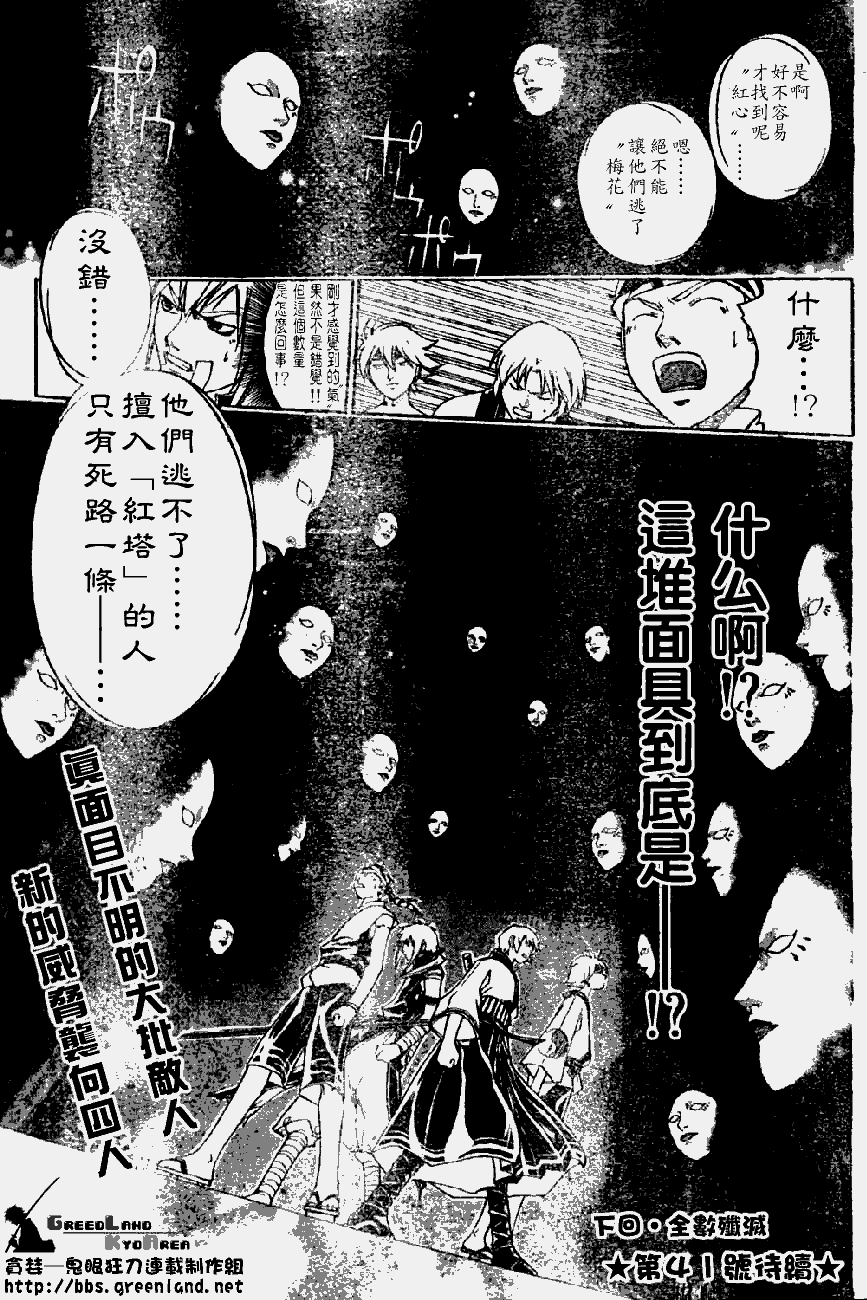 是啊
好不容易
才找到呢
“紅心”……
嗯……
絕不能
讓他們逃了
“梅花”
ポウ
ポウ
ポウ
什麼…!?
剛才感覺到的“氣”
果然不是錯覺!!
但這個數量
是怎麼回事!?
沒錯……
他們逃不了……
擅入「紅塔」的人
只有死路一條——…
什么啊!?
這堆面具到底是——!?
眞面目不明的大批敵人
新的威脅襲向四人
下回·全數殲滅
★第41號待續★
GreedLand
KyoArea
鬼眼狂刀連載制作組
http://bbs.greenland.net